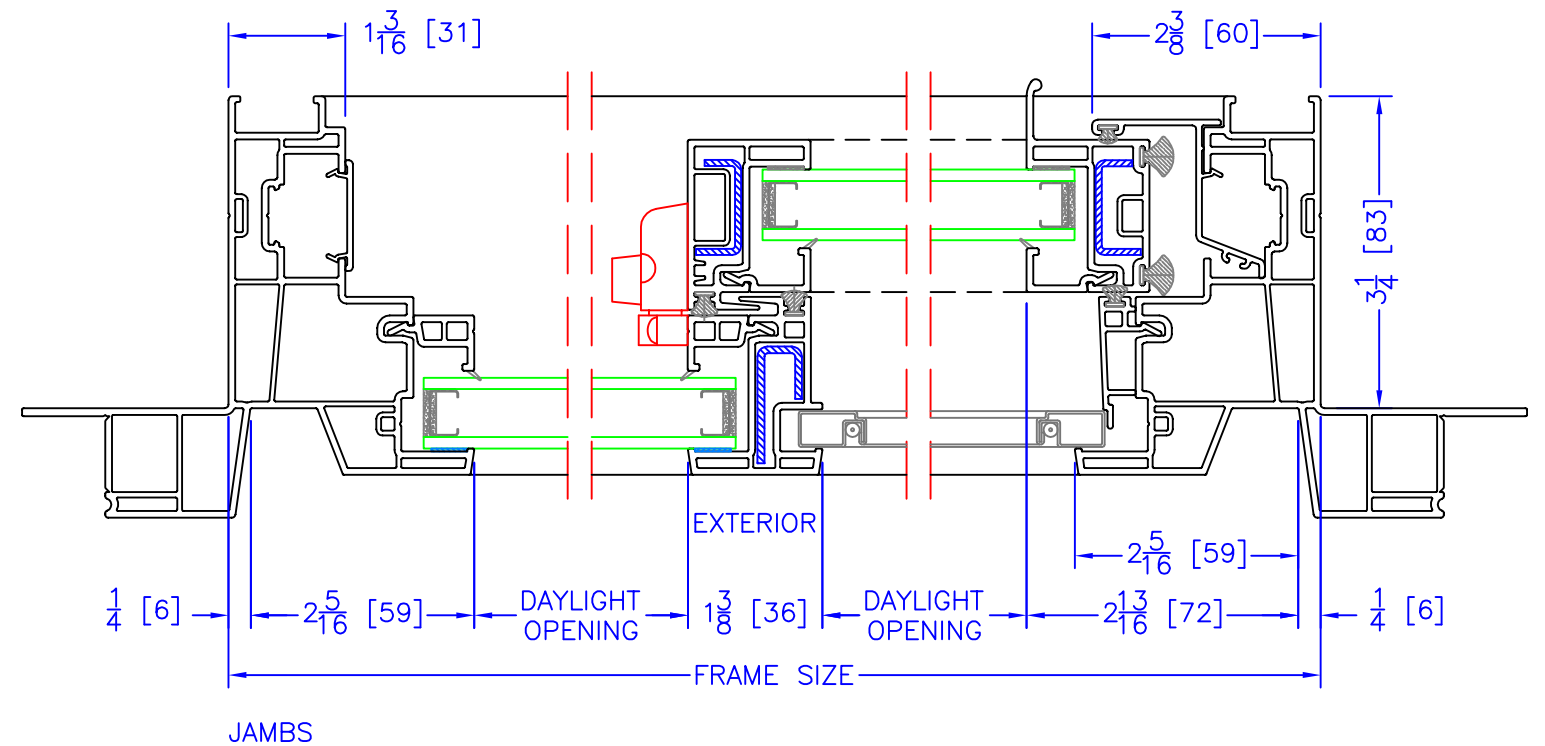 1 3/16 [31]
2 3/8 [60]
3 1/4 [83]
EXTERIOR
2 5/16 [59]
1/4 [6]
2 5/16 [59]
DAYLIGHT
OPENING
1 3/8 [36]
DAYLIGHT
OPENING
2 13/16 [72]
1/4 [6]
FRAME SIZE
JAMBS